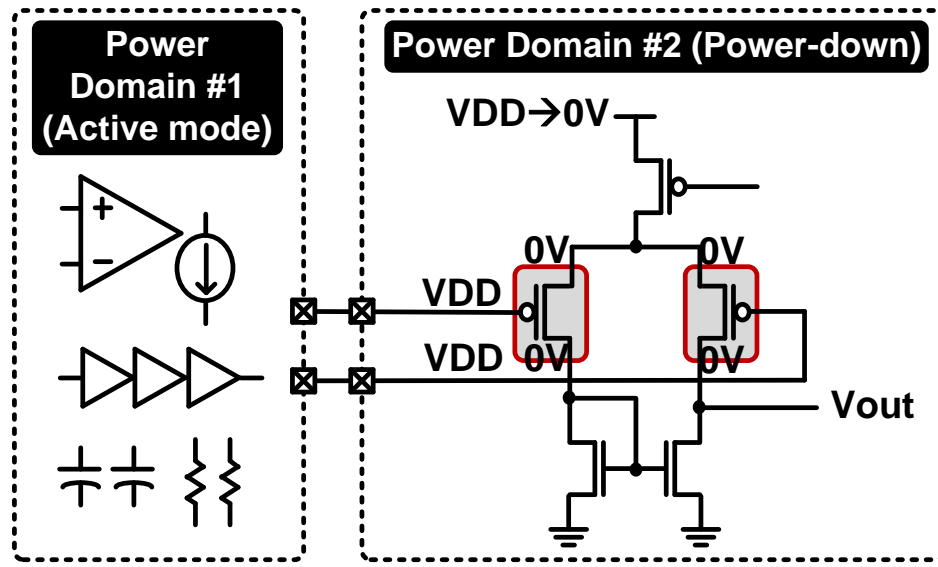 Power
Domain #1
(Active mode)
+
−
Power Domain #2 (Power-down)
VDD→0V
0V
0V
VDD
VDD
0V
0V
Vout